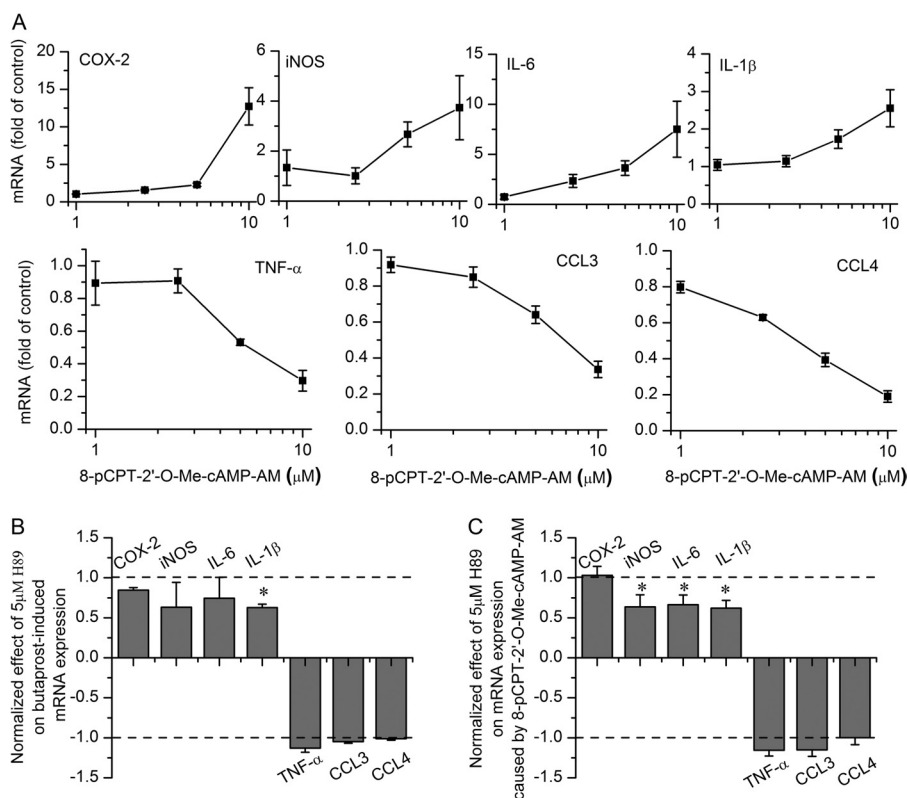 A
COX-2
iNOS
IL-6
IL-1β
mRNA (fold of control)
20
15
10
5
0
1
10
6
4
2
0
1
10
15
10
5
0
1
10
4
3
2
1
0
1
10
TNF-α
CCL3
CCL4
mRNA (fold of control)
1.0
0.8
0.6
0.4
0.2
0.0
1
10
1.0
0.8
0.6
0.4
0.2
0.0
1
10
1.0
0.8
0.6
0.4
0.2
0.0
1
10
8-pCPT-2'-O-Me-cAMP-AM (μM)
8-pCPT-2'-O-Me-cAMP-AM (μM)
8-pCPT-2'-O-Me-cAMP-AM (μM)
B
Normalized effect of 5μM H89
on butaprost-induced
mRNA expression
1.5
1.0
0.5
0.0
-0.5
-1.0
-1.5
COX-2
iNOS
IL-6
IL-1β
*
TNF-α
CCL3
CCL4
C
Normalized effect of 5μM H89
on mRNA expression
caused by 8-pCPT-2'-O-Me-cAMP-AM
1.5
1.0
0.5
0.0
-0.5
-1.0
-1.5
COX-2
iNOS
IL-6
IL-1β
*
*
*
TNF-α
CCL3
CCL4